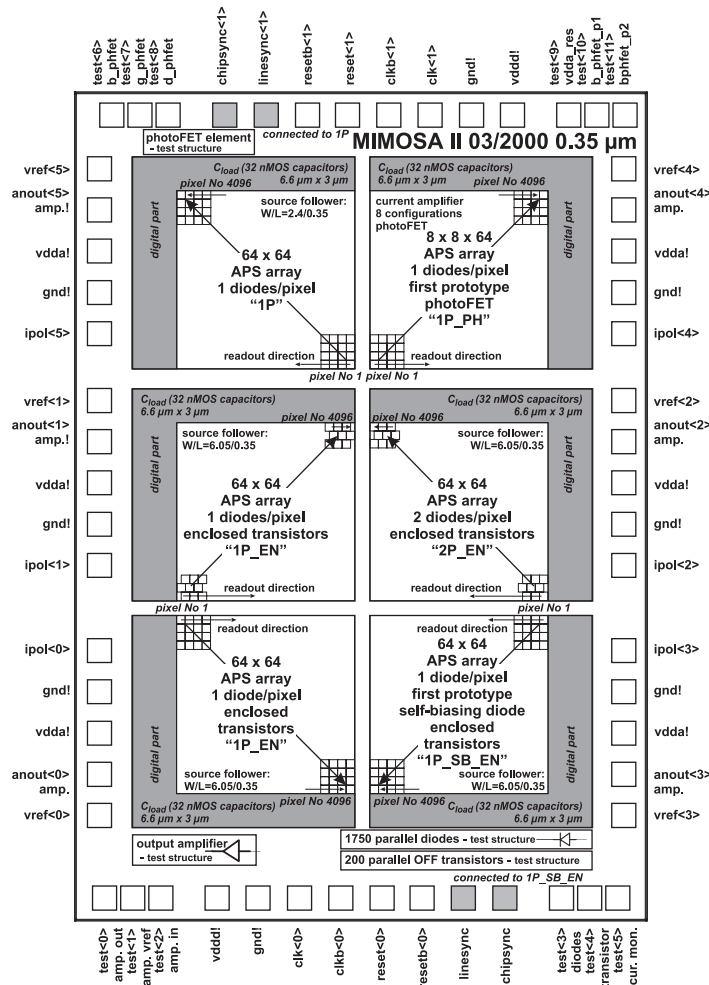 test<6>
b_phfet
test<7>
g_phfet
test<8>
d_phfet
chipsync<1>
linesync<1>
resetb<1>
reset<1>
clkb<1>
clk<1>
gnd!
vddd!
test<9>
vdda_res
test<10>
b_phfet_p1
test<11>
bphfet_p2
photoFET element
- test structure
connected to 1P
MIMOSA II 03/2000 0.35 µm
vref<5>
anout<5>
amp.!
vdda!
gnd!
ipol<5>
digital part
Cload (32 nMOS capacitors)
6.6 µm x 3 µm
pixel No 4096
source follower:
W/L=2.4/0.35
64 x 64
APS array
1 diodes/pixel
“1P”
readout direction
pixel No 1
Cload (32 nMOS capacitors)
6.6 µm x 3 µm
pixel No 4096
current amplifier
8 configurations
photoFET
8 x 8 x 64
APS array
1 diodes/pixel
first prototype
photoFET
“1P_PH”
readout direction
pixel No 1
digital part
vref<4>
anout<4>
amp.
vdda!
gnd!
ipol<4>
vref<1>
anout<1>
amp.!
vdda!
gnd!
ipol<1>
digital part
Cload (32 nMOS capacitors)
6.6 µm x 3 µm
pixel No 4096
source follower:
W/L=6.05/0.35
64 x 64
APS array
1 diodes/pixel
enclosed transistors
“1P_EN”
readout direction
pixel No 1
Cload (32 nMOS capacitors)
6.6 µm x 3 µm
pixel No 4096
source follower:
W/L=6.05/0.35
64 x 64
APS array
2 diodes/pixel
enclosed transistors
“2P_EN”
readout direction
pixel No 1
digital part
vref<2>
anout<2>
amp.
vdda!
gnd!
ipol<2>
ipol<0>
gnd!
vdda!
anout<0>
amp.
vref<0>
digital part
readout direction
64 x 64
APS array
1 diode/pixel
enclosed
transistors
“1P_EN”
source follower:
W/L=6.05/0.35
pixel No 4096
Cload (32 nMOS capacitors)
6.6 µm x 3 µm
readout direction
64 x 64
APS array
1 diode/pixel
first prototype
self-biasing diode
enclosed
transistors
“1P_SB_EN”
source follower:
W/L=6.05/0.35
pixel No 4096
Cload (32 nMOS capacitors)
6.6 µm x 3 µm
digital part
ipol<3>
gnd!
vdda!
anout<3>
amp.
vref<3>
output amplifier
- test structure
1750 parallel diodes - test structure
200 parallel OFF transistors - test structure
connected to 1P_SB_EN
test<0>
amp. out
test<1>
amp. vref
test<2>
amp. in
vddd!
gnd!
clk<0>
clkb<0>
reset<0>
resetb<0>
linesync
chipsync
test<3>
diodes
test<4>
transistor
test<5>
cur. mon.